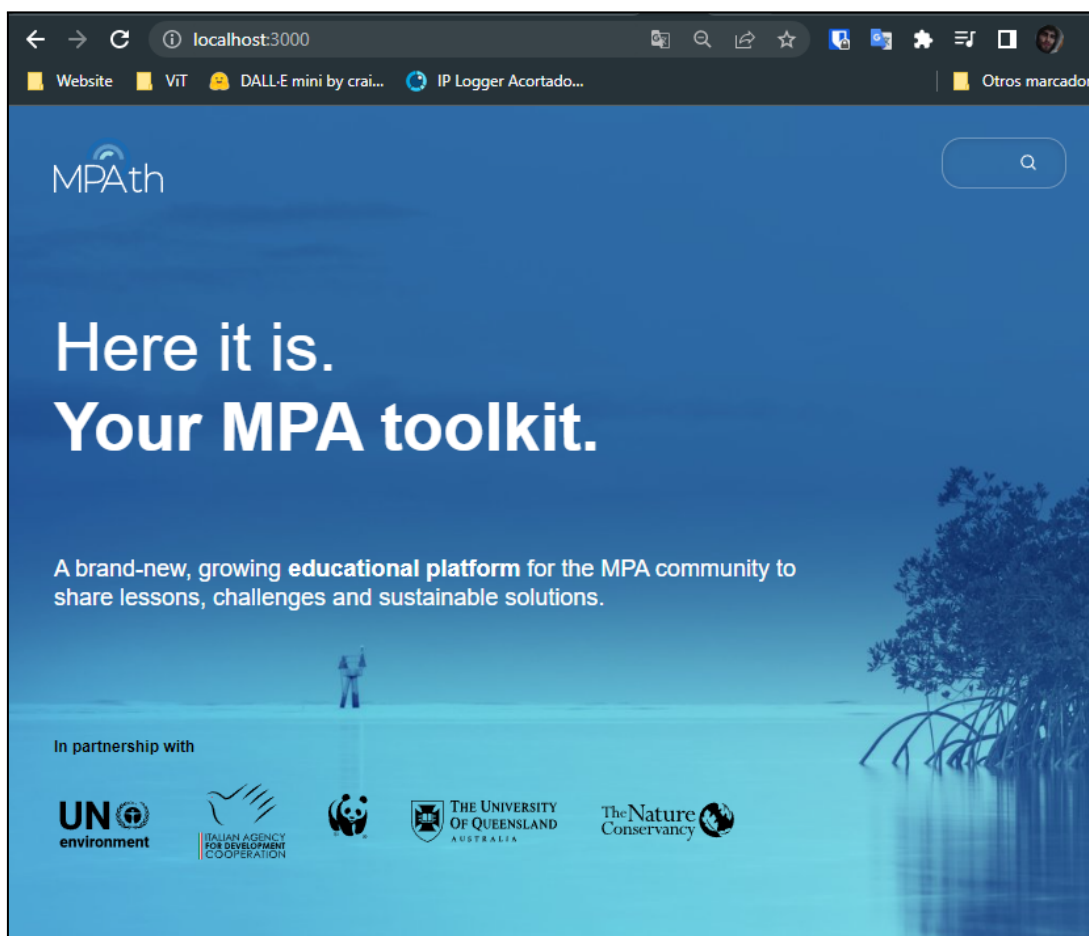 localhost:3000
Website ViT DALL·E mini by crai... IP Logger Acortado... Otros marcador
MPAth
Here it is.
Your MPA toolkit.
A brand-new, growing educational platform for the MPA community to
share lessons, challenges and sustainable solutions.
In partnership with
UN
environment
ITALIAN AGENCY
FOR DEVELOPMENT
COOPERATION
THE UNIVERSITY
OF QUEENSLAND
AUSTRALIA
The Nature
Conservancy